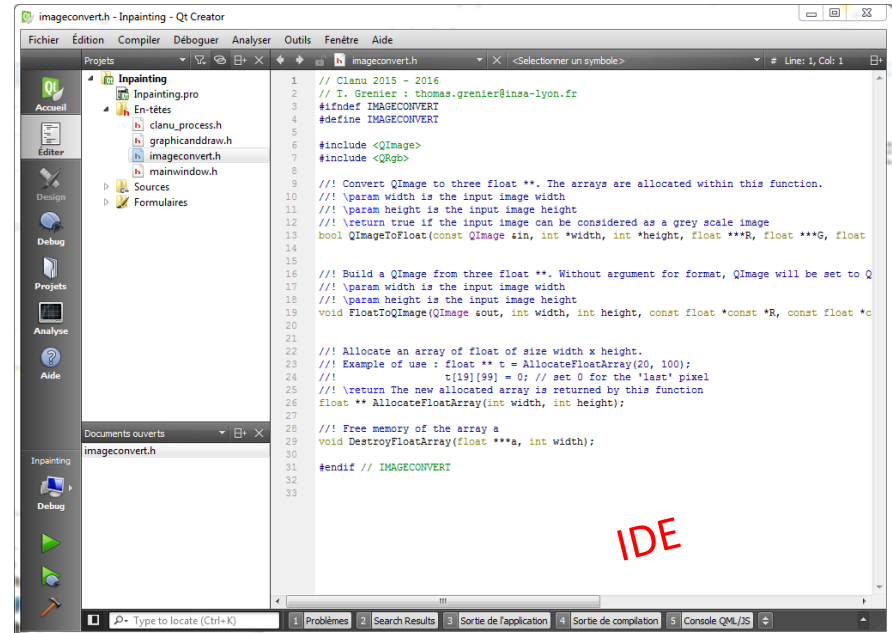 imageconvert.h - Inpainting - Qt Creator
Fichier Édition Compiler Déboguer Analyser Outils Fenêtre Aide
Projets
imageconvert.h
<Selectionner un symbole>
# Line: 1, Col: 1
Qt
Accueil
Éditer
Design
Debug
Projets
Analyse
Aide
Inpainting
Debug
Inpainting
Inpainting.pro
En-têtes
clanu_process.h
graphicanddraw.h
imageconvert.h
mainwindow.h
Sources
Formulaires
Documents ouverts
imageconvert.h
1 // Clanu 2015 - 2016
2 // T. Grenier : thomas.grenier@insa-lyon.fr
3 #ifndef IMAGECONVERT
4 #define IMAGECONVERT
5
6 #include <QImage>
7 #include <QRgb>
8
9 //! Convert QImage to three float **. The arrays are allocated within this function.
10 //! \param width is the input image width
11 //! \param height is the input image height
12 //! \return true if the input image can be considered as a grey scale image
13 bool QImageToFloat(const QImage &in, int *width, int *height, float ***R, float ***G, float
14
15
16 //! Build a QImage from three float **. Without argument for format, QImage will be set to Q
17 //! \param width is the input image width
18 //! \param height is the input image height
19 void FloatToQImage(QImage &out, int width, int height, const float *const *R, const float *c
20
21
22 //! Allocate an array of float of size width x height.
23 //! Example of use : float ** t = AllocateFloatArray(20, 100);
24 //! t[19][99] = 0; // set 0 for the 'last' pixel
25 //! \return The new allocated array is returned by this function
26 float ** AllocateFloatArray(int width, int height);
27
28 //! Free memory of the array a
29 void DestroyFloatArray(float ***a, int width);
30
31 #endif // IMAGECONVERT
32
33
IDE
Type to locate (Ctrl+K)
1 Problèmes 2 Search Results 3 Sortie de l'application 4 Sortie de compilation 5 Console QML/JS